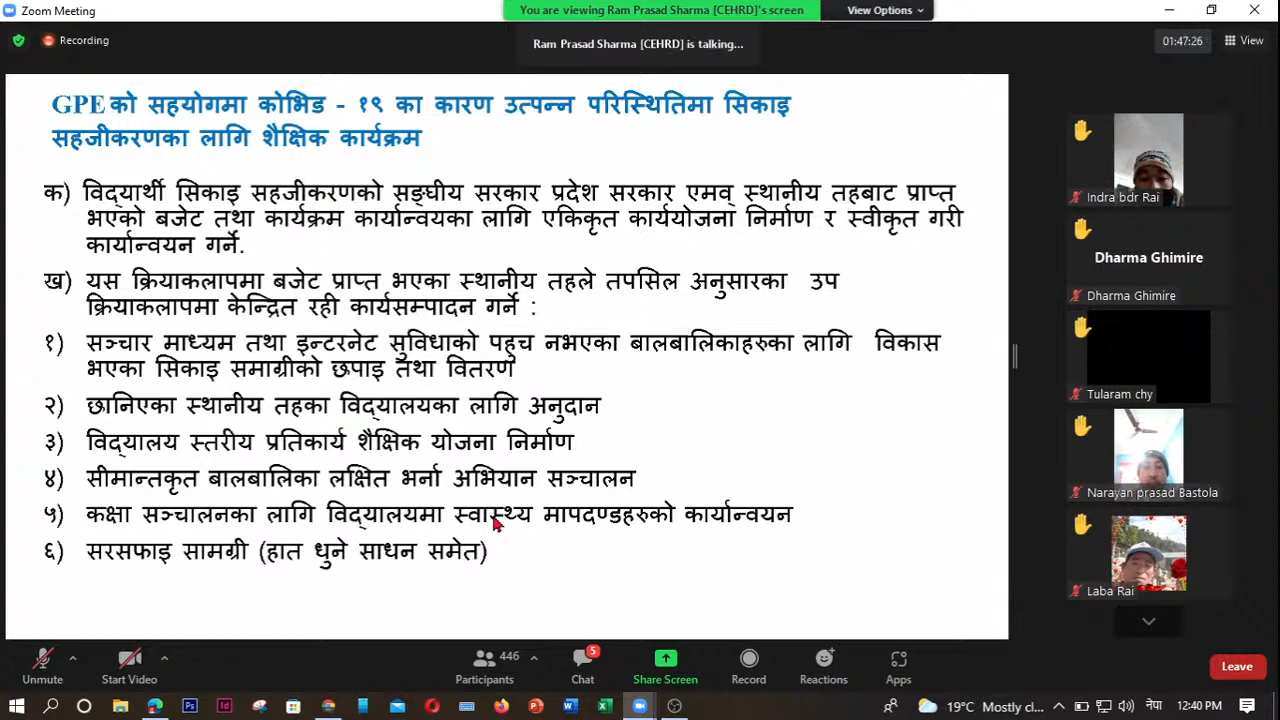 Zoom Meeting
You are viewing Ram Prasad Sharma [CEHRD]'s screen
View Options
Recording
Ram Prasad Sharma [CEHRD] is talking...
01:47:26
View
GPE को सहयोगमा कोभिड - १९ का कारण उत्पन्न परिस्थितिमा सिकाइ
सहजीकरणका लागि शैक्षिक कार्यक्रम
क) विद्यार्थी सिकाइ सहजीकरणको सङ्घीय सरकार प्रदेश सरकार एमव् स्थानीय तहबाट प्राप्त
भएको बजेट तथा कार्यक्रम कार्यान्वयका लागि एकिकृत कार्ययोजना निर्माण र स्वीकृत गरी
कार्यान्वयन गर्ने.
ख) यस क्रियाकलापमा बजेट प्राप्त भएका स्थानीय तहले तपसिल अनुसारका उप
क्रियाकलापमा केन्द्रित रही कार्यसम्पादन गर्ने :
१) सञ्चार माध्यम तथा इन्टरनेट सुविधाको पहुच नभएका बालबालिकाहरुका लागि विकास
भएका सिकाइ समाग्रीको छपाइ तथा वितरण
२) छानिएका स्थानीय तहका विद्यालयका लागि अनुदान
३) विद्यालय स्तरीय प्रतिकार्य शैक्षिक योजना निर्माण
४) सीमान्तकृत बालबालिका लक्षित भर्ना अभियान सञ्चालन
५) कक्षा सञ्चालनका लागि विद्यालयमा स्वास्थ्य मापदण्डहरुको कार्यान्वयन
६) सरसफाइ सामग्री (हात धुने साधन समेत)
Indra bdr Rai
Dharma Ghimire
Dharma Ghimire
Tularam chy
Narayan prasad Bastola
Laba Rai
Unmute
Start Video
446
Participants
5
Chat
Share Screen
Record
Reactions
Apps
Leave
19°C Mostly cl...
नेपा
12:40 PM